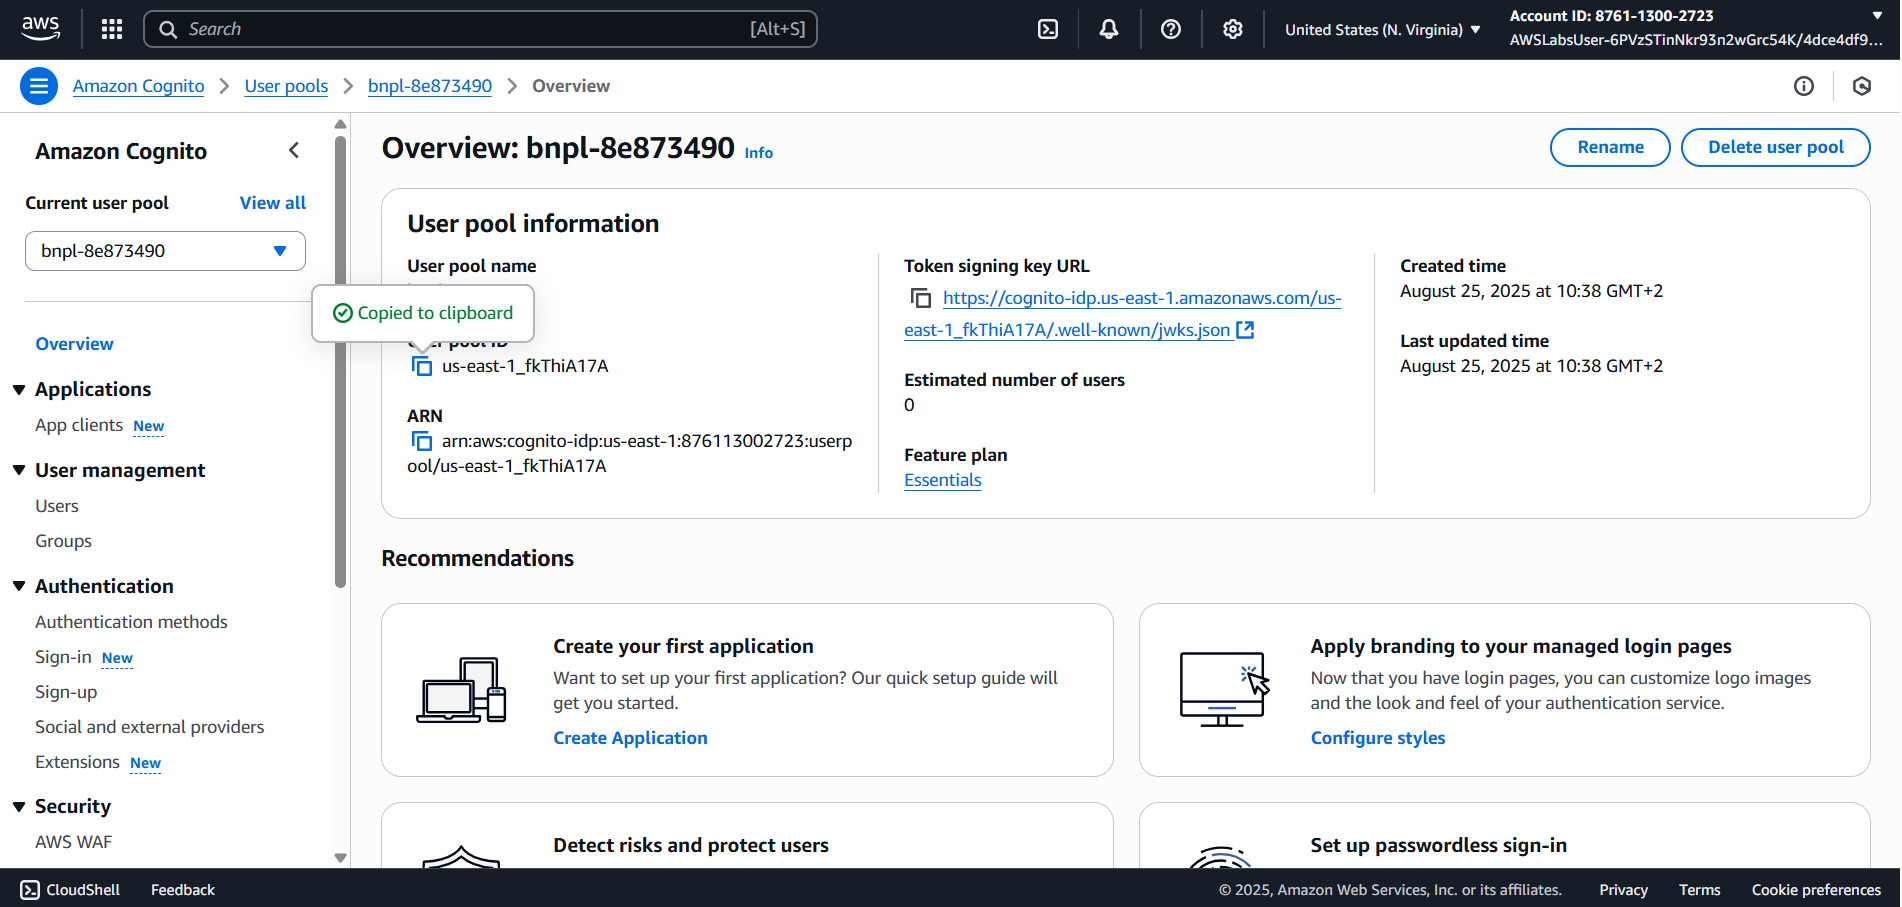 aws
Search
[Alt+S]
United States (N. Virginia)
Account ID: 8761-1300-2723
AWSLabsUser-6PVzSTinNkr93n2wGrc54K/4dce4df9...
Amazon Cognito
User pools
bnpl-8e873490
Overview
Amazon Cognito
Current user pool
View all
bnpl-8e873490
Overview
Applications
App clients New
User management
Users
Groups
Authentication
Authentication methods
Sign-in New
Sign-up
Social and external providers
Extensions New
Security
AWS WAF
Overview: bnpl-8e873490 Info
Rename
Delete user pool
User pool information
User pool name
Copied to clipboard
User pool ID
us-east-1_fkThiA17A
ARN
arn:aws:cognito-idp:us-east-1:876113002723:userp
ool/us-east-1_fkThiA17A
Token signing key URL
https://cognito-idp.us-east-1.amazonaws.com/us-
east-1_fkThiA17A/.well-known/jwks.json
Estimated number of users
0
Feature plan
Essentials
Created time
August 25, 2025 at 10:38 GMT+2
Last updated time
August 25, 2025 at 10:38 GMT+2
Recommendations
Create your first application
Want to set up your first application? Our quick setup guide will
get you started.
Create Application
Apply branding to your managed login pages
Now that you have login pages, you can customize logo images
and the look and feel of your authentication service.
Configure styles
Detect risks and protect users
Set up passwordless sign-in
CloudShell
Feedback
© 2025, Amazon Web Services, Inc. or its affiliates.
Privacy
Terms
Cookie preferences